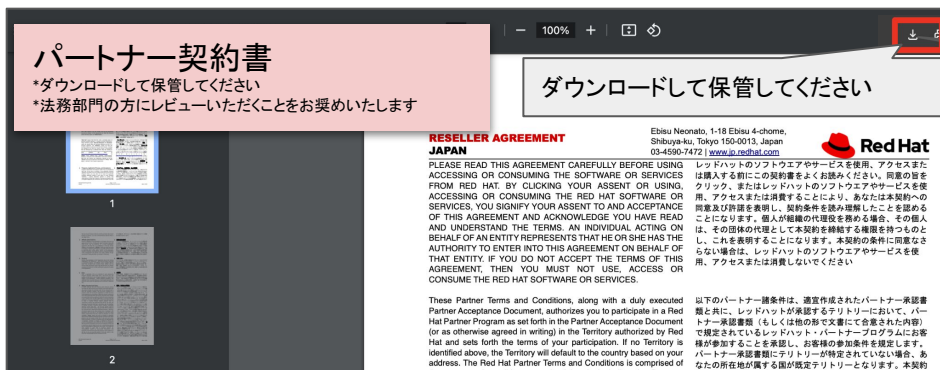 パートナー契約書
*ダウンロードして保管してください
*法務部門の方にレビューいただくことをお奨めいたします
100%
ダウンロードして保管してください
RESELLER AGREEMENT
JAPAN
Ebisu Neonato, 1-18 Ebisu 4-chome,
Shibuya-ku, Tokyo 150-0013, Japan
03-4590-7472 | www.jp.redhat.com
Red Hat
PLEASE READ THIS AGREEMENT CAREFULLY BEFORE USING
ACCESSING OR CONSUMING THE SOFTWARE OR SERVICES
FROM RED HAT. BY CLICKING YOUR ASSENT OR USING,
ACCESSING OR CONSUMING THE RED HAT SOFTWARE OR
SERVICES, YOU SIGNIFY YOUR ASSENT TO AND ACCEPTANCE
OF THIS AGREEMENT AND ACKNOWLEDGE YOU HAVE READ
AND UNDERSTAND THE TERMS. AN INDIVIDUAL ACTING ON
BEHALF OF AN ENTITY REPRESENTS THAT HE OR SHE HAS THE
AUTHORITY TO ENTER INTO THIS AGREEMENT ON BEHALF OF
THAT ENTITY. IF YOU DO NOT ACCEPT THE TERMS OF THIS
AGREEMENT, THEN YOU MUST NOT USE, ACCESS OR
CONSUME THE RED HAT SOFTWARE OR SERVICES.
レッドハットのソフトウエアやサービスを使用、アクセスまた
は購入する前にこの契約書をよくお読みください。同意の旨を
クリック、またはレッドハットのソフトウエアやサービスを使
用、アクセスまたは消費することにより、あなたは本契約への
同意及び許諾を表明し、契約条件を読み理解したことを認める
ことになります。個人が組織の代理役を務める場合、その個人
は、その団体の代理として本契約を締結する権限を持つものと
し、これを表明することになります。本契約の条件に同意なさ
らない場合は、レッドハットのソフトウエアやサービスを使
用、アクセスまたは消費しないでください
These Partner Terms and Conditions, along with a duly executed
Partner Acceptance Document, authorizes you to participate in a Red
Hat Partner Program as set forth in the Partner Acceptance Document
(or as otherwise agreed in writing) in the Territory authorized by Red
Hat and sets forth the terms of your participation. If no Territory is
identified above, the Territory will default to the country based on your
address. The Red Hat Partner Terms and Conditions is comprised of
以下のパートナー諸条件は、適宜作成されたパートナー承認書
類と共に、レッドハットが承認するテリトリーにおいて、パー
トナー承認書類（もしくは他の形で文書にて合意された内容）
で規定されているレッドハット・パートナープログラムにお客
様が参加することを承認し、お客様の参加条件を規定します。
パートナー承認書類にテリトリーが特定されていない場合、あ
なたの所在地が属する国が既定テリトリーとなります。本契約
1
2